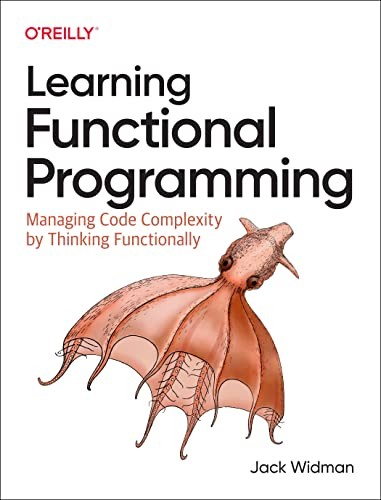 O'REILLY®
Learning
Functional
Programming
Managing Code Complexity
by Thinking Functionally
Jack Widman